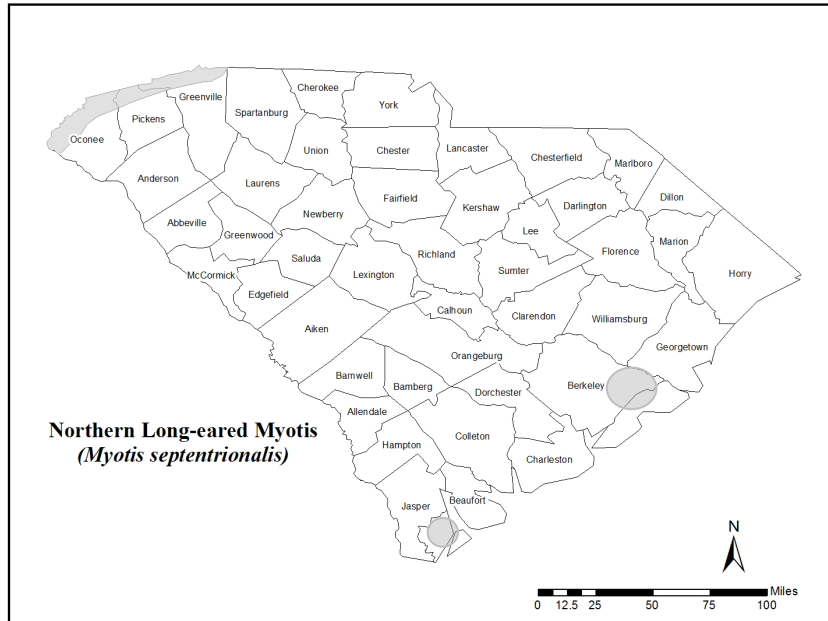 Cherokee
Greenville
York
Spartanburg
Pickens
Oconee
Union
Chester
Lancaster
Chesterfield
Marlboro
Anderson
Laurens
Dillon
Fairfield
Kershaw
Darlington
Newberry
Abbeville
Lee
Greenwood
Marion
Florence
Richland
Saluda
McCormick
Lexington
Sumter
Horry
Edgefield
Calhoun
Clarendon
Williamsburg
Aiken
Georgetown
Orangeburg
Barnwell
Bamberg
Berkeley
Dorchester
Allendale
Northern Long-eared Myotis
(Myotis septentrionalis)
Colleton
Hampton
Charleston
Jasper
Beaufort
N
Miles
0 12.5 25 50 75 100